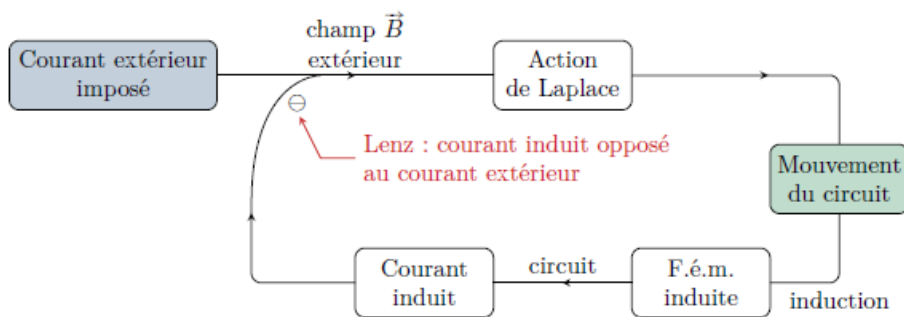 champ $\vec{B}$
extérieur
Courant extérieur
imposé
Action
de Laplace
⊖
Lenz : courant induit opposé
au courant extérieur
Mouvement
du circuit
Courant
induit
circuit
F.é.m.
induite
induction